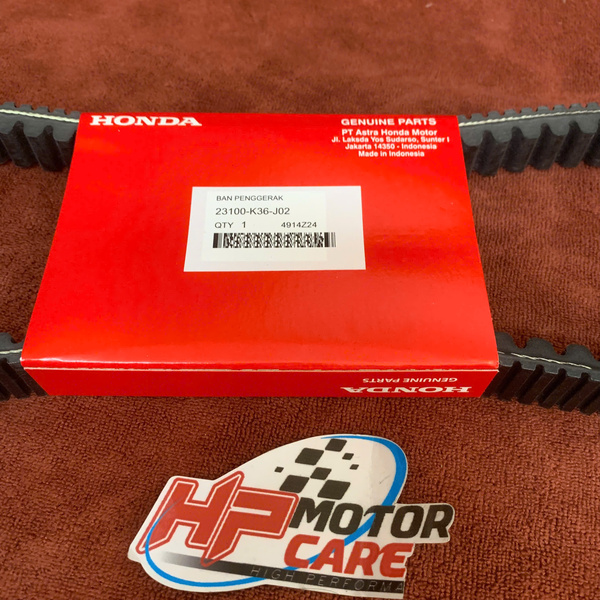 HONDA
GENUINE PARTS
PT Astra Honda Motor
Jl. Laksda Yos Sudarso, Sunter I
Jakarta 14350 - Indonesia
Made in Indonesia
BAN PENGGERAK
23100-K36-J02
QTY 1 4914Z24
HONDA
GENUINE PARTS
HP MOTOR
CARE
HIGH PERFORMA